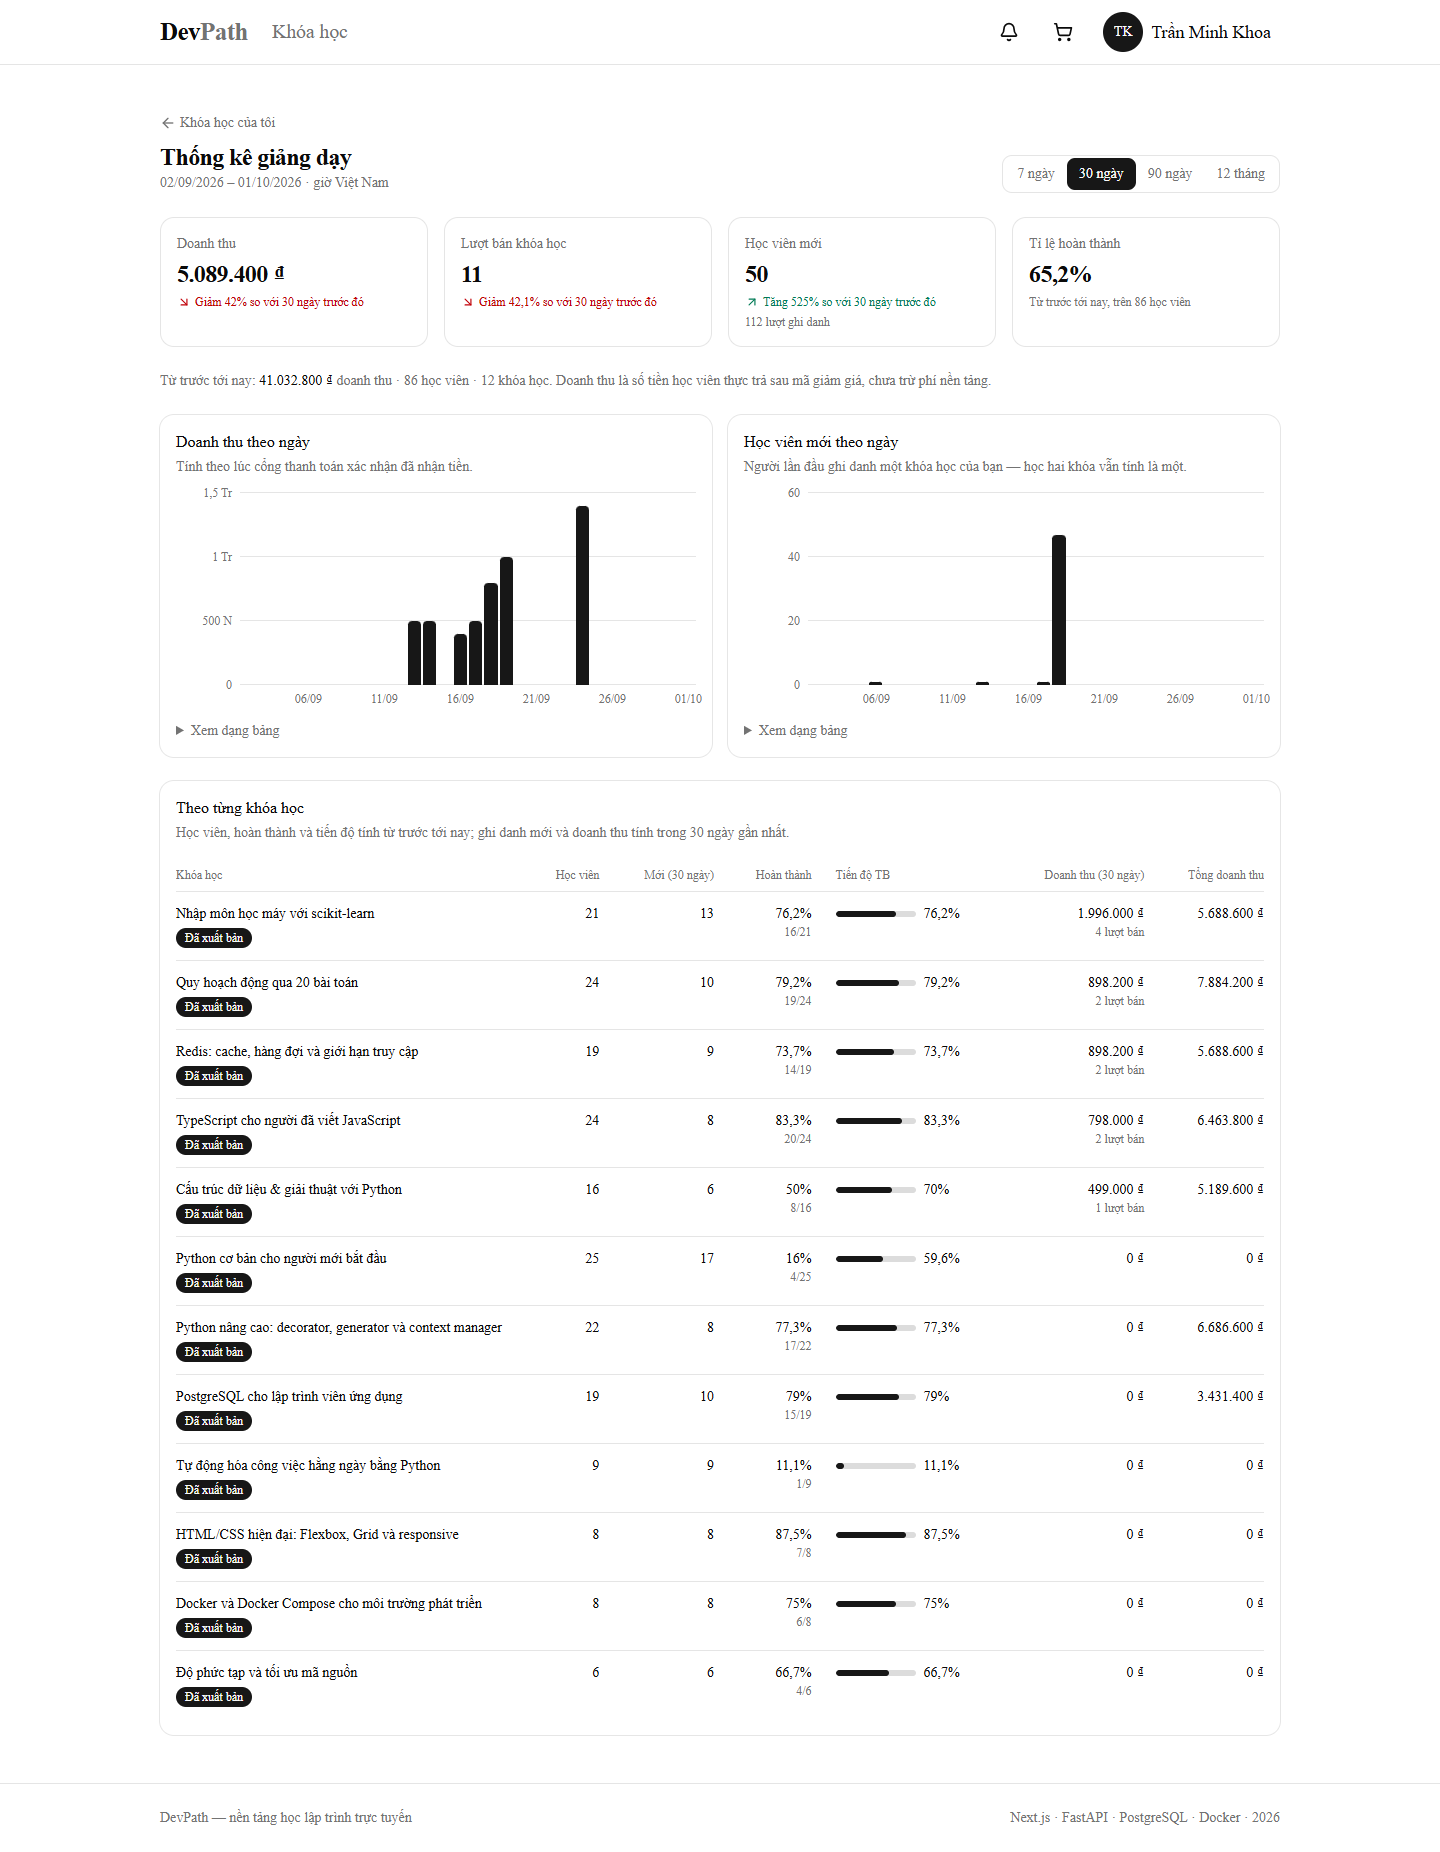 DevPath Khóa học TK Trần Minh Khoa
← Khóa học của tôi
Thống kê giảng dạy
02/09/2026 – 01/10/2026 · giờ Việt Nam
7 ngày 30 ngày 90 ngày 12 tháng
Doanh thu
5.089.400 ₫
Giảm 42% so với 30 ngày trước đó
Lượt bán khóa học
11
Giảm 42,1% so với 30 ngày trước đó
Học viên mới
50
Tăng 525% so với 30 ngày trước đó
112 lượt ghi danh
Tỉ lệ hoàn thành
65,2%
Từ trước tới nay, trên 86 học viên
Từ trước tới nay: 41.032.800 ₫ doanh thu · 86 học viên · 12 khóa học. Doanh thu là số tiền học viên thực trả sau mã giảm giá, chưa trừ phí nền tảng.
Doanh thu theo ngày
Tính theo lúc cổng thanh toán xác nhận đã nhận tiền.
1,5 Tr
1 Tr
500 N
0
06/09 11/09 16/09 21/09 26/09 01/10
▶ Xem dạng bảng
Học viên mới theo ngày
Người lần đầu ghi danh một khóa học của bạn — học hai khóa vẫn tính là một.
60
40
20
0
06/09 11/09 16/09 21/09 26/09 01/10
▶ Xem dạng bảng
Theo từng khóa học
Học viên, hoàn thành và tiến độ tính từ trước tới nay; ghi danh mới và doanh thu tính trong 30 ngày gần nhất.
Khóa học Học viên Mới (30 ngày) Hoàn thành Tiến độ TB Doanh thu (30 ngày) Tổng doanh thu
Nhập môn học máy với scikit-learn 21 13 76,2% 76,2% 1.996.000 ₫ 5.688.600 ₫
Đã xuất bản 16/21 4 lượt bán
Quy hoạch động qua 20 bài toán 24 10 79,2% 79,2% 898.200 ₫ 7.884.200 ₫
Đã xuất bản 19/24 2 lượt bán
Redis: cache, hàng đợi và giới hạn truy cập 19 9 73,7% 73,7% 898.200 ₫ 5.688.600 ₫
Đã xuất bản 14/19 2 lượt bán
TypeScript cho người đã viết JavaScript 24 8 83,3% 83,3% 798.000 ₫ 6.463.800 ₫
Đã xuất bản 20/24 2 lượt bán
Cấu trúc dữ liệu & giải thuật với Python 16 6 50% 70% 499.000 ₫ 5.189.600 ₫
Đã xuất bản 8/16 1 lượt bán
Python cơ bản cho người mới bắt đầu 25 17 16% 59,6% 0 ₫ 0 ₫
Đã xuất bản 4/25
Python nâng cao: decorator, generator và context manager 22 8 77,3% 77,3% 0 ₫ 6.686.600 ₫
Đã xuất bản 17/22
PostgreSQL cho lập trình viên ứng dụng 19 10 79% 79% 0 ₫ 3.431.400 ₫
Đã xuất bản 15/19
Tự động hóa công việc hằng ngày bằng Python 9 9 11,1% 11,1% 0 ₫ 0 ₫
Đã xuất bản 1/9
HTML/CSS hiện đại: Flexbox, Grid và responsive 8 8 87,5% 87,5% 0 ₫ 0 ₫
Đã xuất bản 7/8
Docker và Docker Compose cho môi trường phát triển 8 8 75% 75% 0 ₫ 0 ₫
Đã xuất bản 6/8
Độ phức tạp và tối ưu mã nguồn 6 6 66,7% 66,7% 0 ₫ 0 ₫
Đã xuất bản 4/6
DevPath — nền tảng học lập trình trực tuyến Next.js · FastAPI · PostgreSQL · Docker · 2026